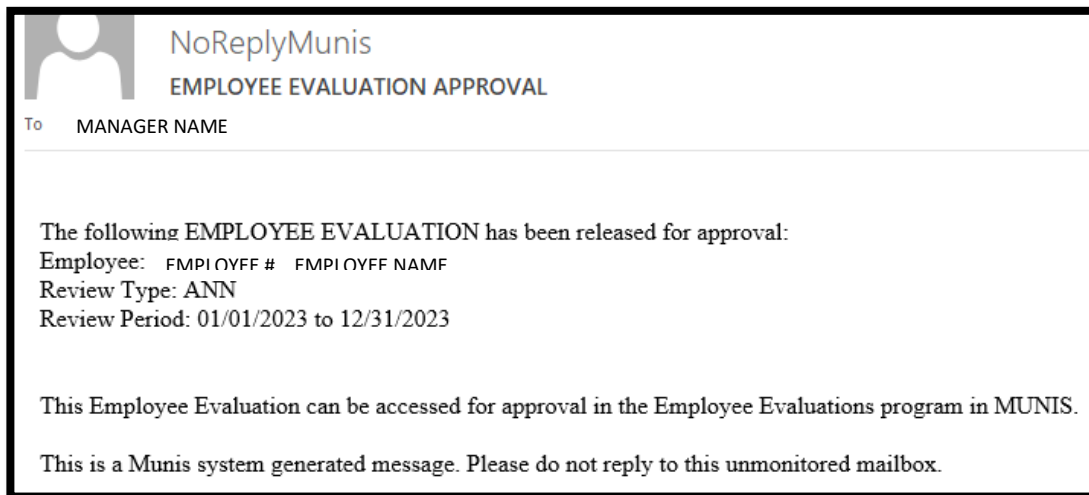 NoReplyMunis
EMPLOYEE EVALUATION APPROVAL
To MANAGER NAME
The following EMPLOYEE EVALUATION has been released for approval:
Employee: EMPLOYEE # EMPLOYEE NAME
Review Type: ANN
Review Period: 01/01/2023 to 12/31/2023
This Employee Evaluation can be accessed for approval in the Employee Evaluations program in MUNIS.
This is a Munis system generated message. Please do not reply to this unmonitored mailbox.